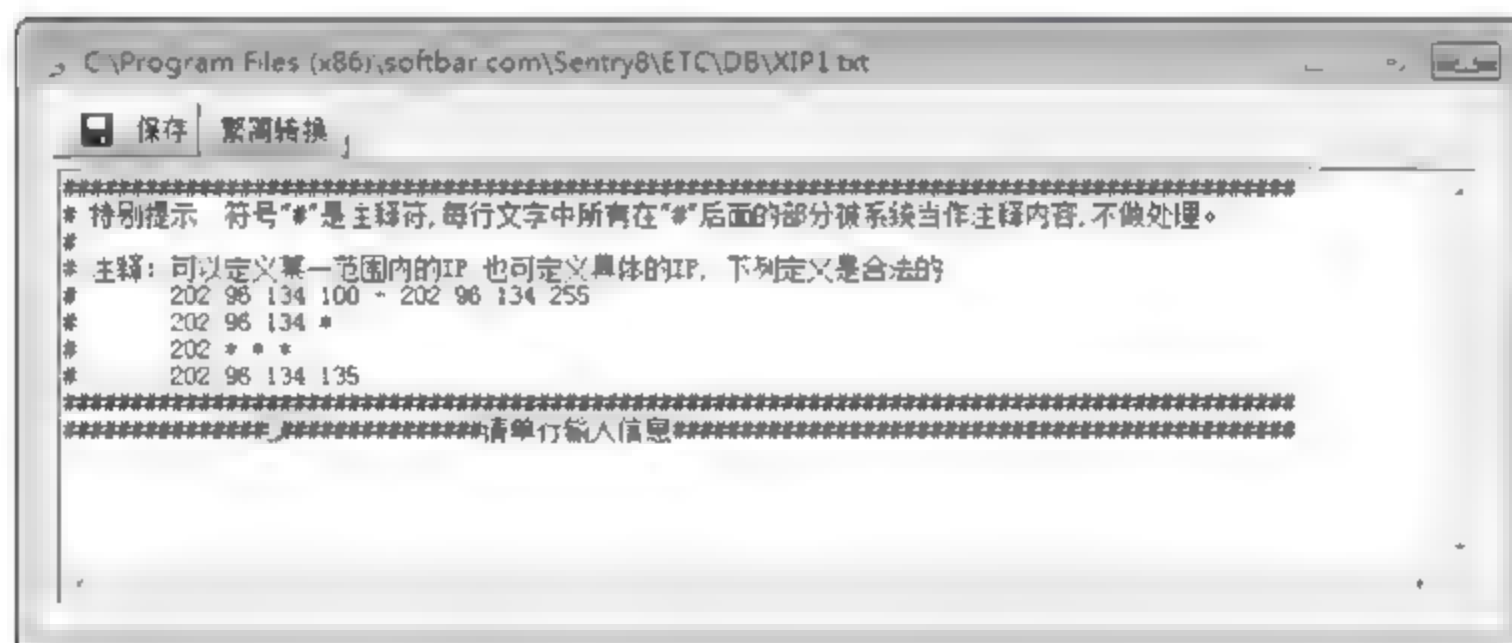 C:\Program Files (x86)\softbar.com\Sentry8\ETC\DB\XIP1.txt
保存 繁简转换
###########################################################################################
# 特别提示 符号"#"是主释符,每行文字中所有在"#"后面的部分被系统当作主释内容,不做处理。
#
# 主释: 可以定义某一范围内的IP 也可定义具体的IP, 下列定义是合法的
# 202 96 134 100 - 202 96 134 255
# 202 96 134 *
# 202 * * *
# 202 96 134 135
###########################################################################################
###############################请单行输入信息##############################################